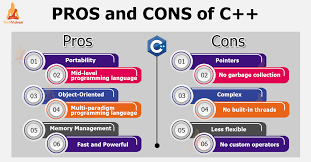 TechVidvan
PROS and CONS of C++
Pros
Cons
01 Portability
02 Mid-level
programming language
03 Object-Oriented
04 Multi-paradigm
programming language
05 Memory Management
06 Fast and Powerful
C++
01 Pointers
02 No garbage collection
03 Complex
04 No built-in threads
05 Less flexible
06 No custom operators